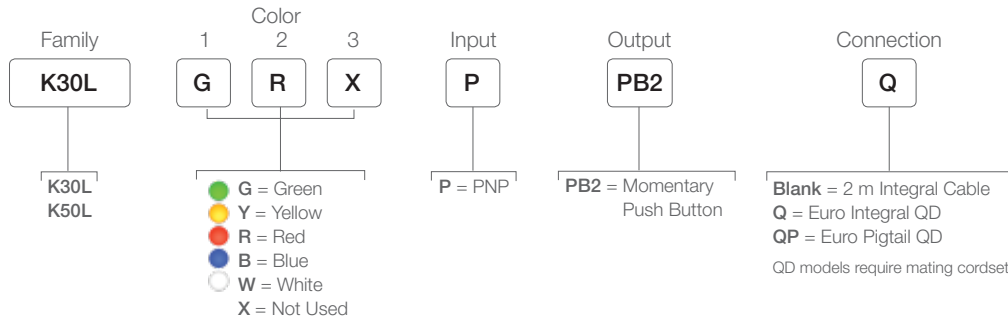 Color
Family 1 2 3 Input Output Connection
K30L G R X P PB2 Q
K30L
K50L
G = Green
Y = Yellow
R = Red
B = Blue
W = White
X = Not Used
P = PNP
PB2 = Momentary
Push Button
Blank = 2 m Integral Cable
Q = Euro Integral QD
QP = Euro Pigtail QD
QD models require mating cordset